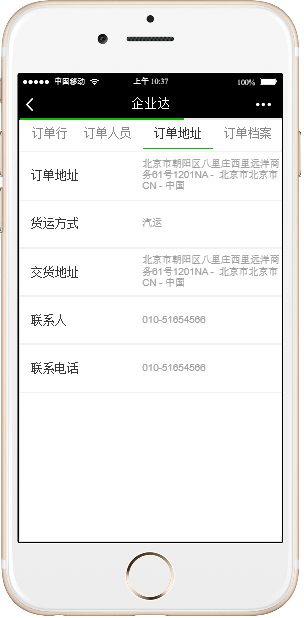 中国移动 上午 10:37 100%
企业达
订单行 订单人员 订单地址 订单档案
订单地址
北京市朝阳区八里庄西里远洋商
务61号1201NA - 北京市北京市
CN - 中国
货运方式 汽运
交货地址
北京市朝阳区八里庄西里远洋商
务61号1201NA - 北京市北京市
CN - 中国
联系人 010-51654566
联系电话 010-51654566